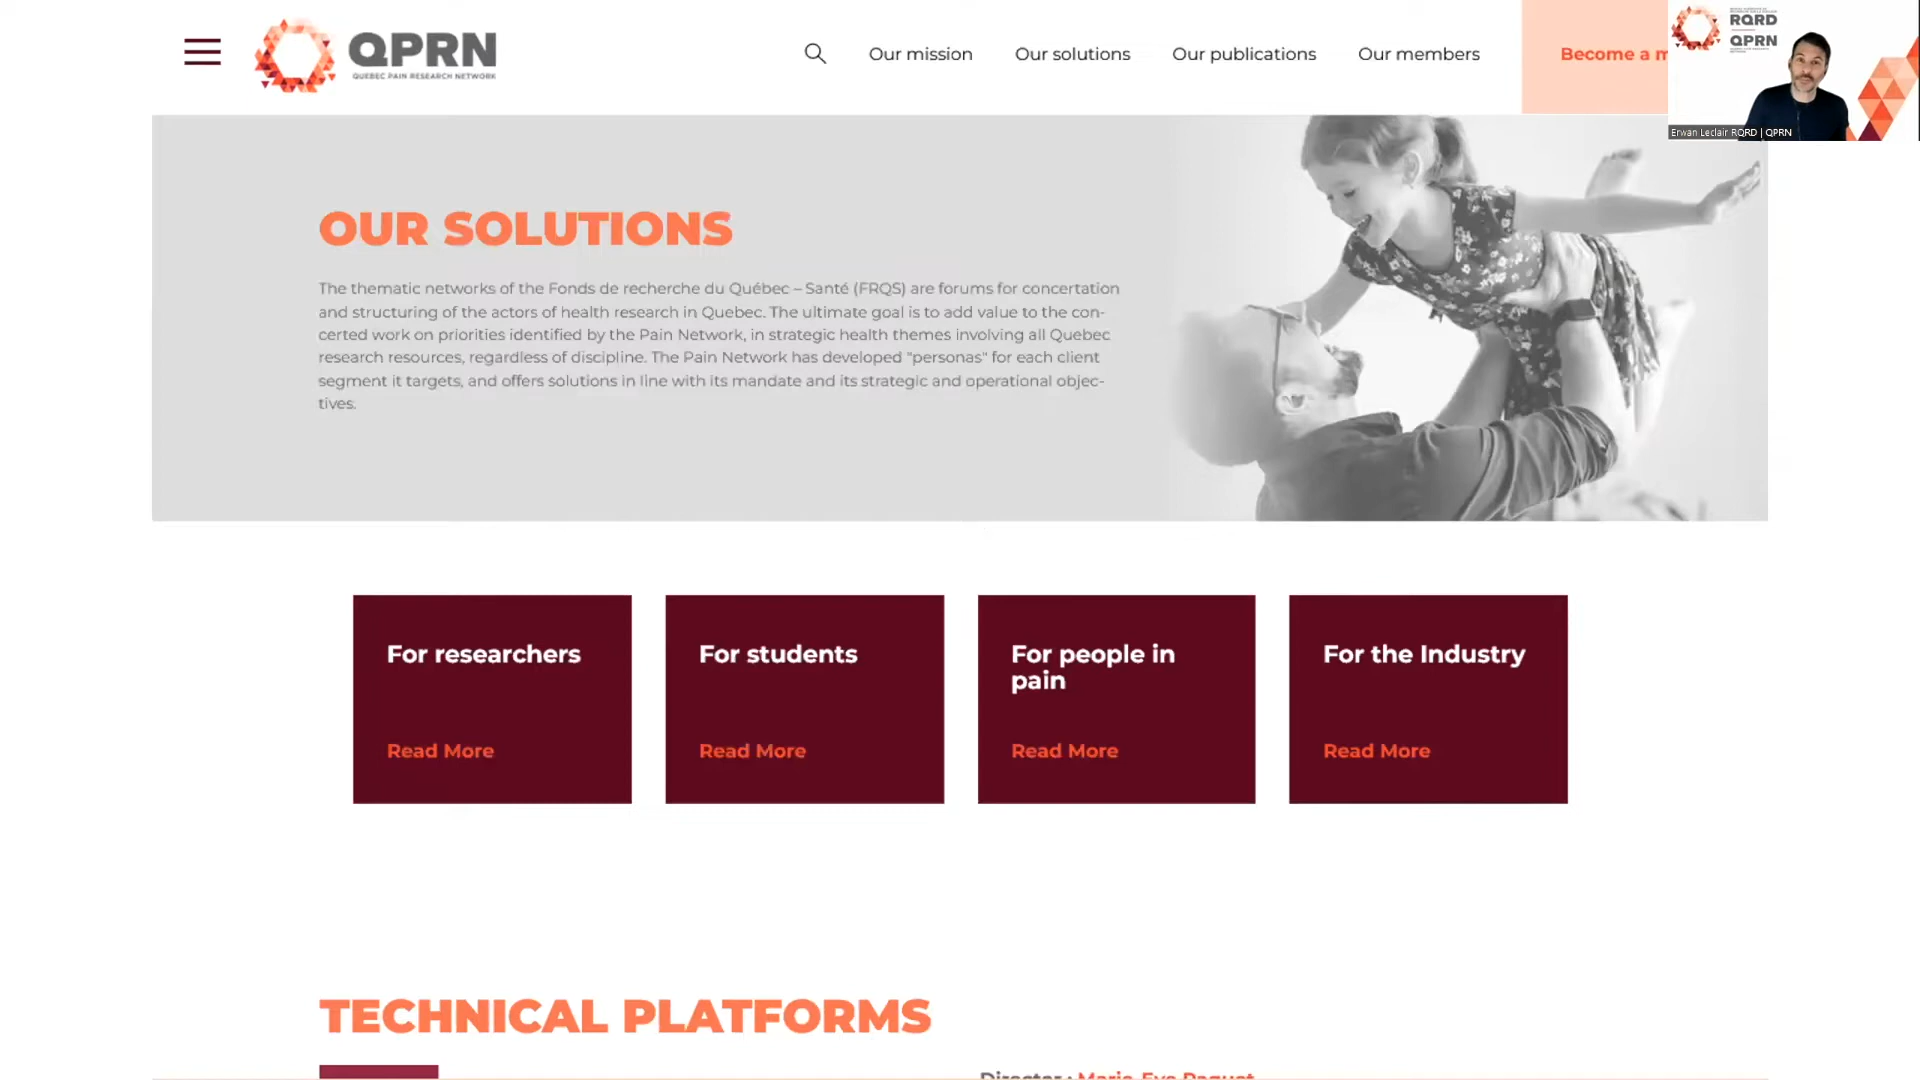 QPRN
QUEBEC PAIN RESEARCH NETWORK
Our mission
Our solutions
Our publications
Our members
Become a m
RQRD
QPRN
Erwan Leclair RQRD | QPRN
OUR SOLUTIONS
The thematic networks of the Fonds de recherche du Québec – Santé (FRQS) are forums for concertation
and structuring of the actors of health research in Quebec. The ultimate goal is to add value to the con-
certed work on priorities identified by the Pain Network, in strategic health themes involving all Quebec
research resources, regardless of discipline. The Pain Network has developed "personas" for each client
segment it targets, and offers solutions in line with its mandate and its strategic and operational objec-
tives.
For researchers
Read More
For students
Read More
For people in
pain
Read More
For the Industry
Read More
TECHNICAL PLATFORMS
Director : Marie-Eve Paquet